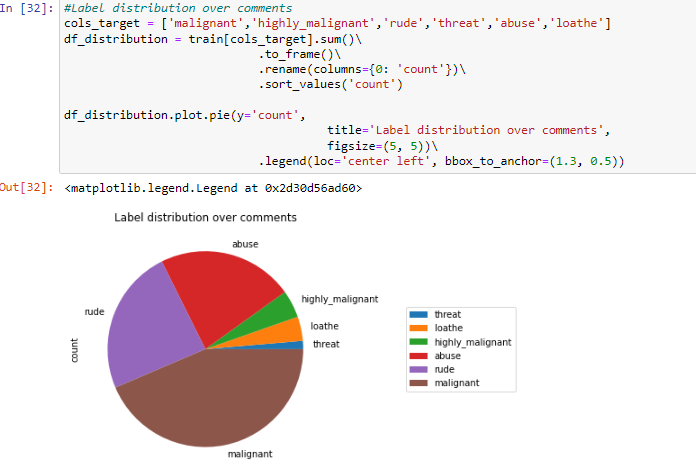 In [32]: #Label distribution over comments
cols_target = ['malignant','highly_malignant','rude','threat','abuse','loathe']
df_distribution = train[cols_target].sum()\
.to_frame()\
.rename(columns={0: 'count'})\
.sort_values('count')
df_distribution.plot.pie(y='count',
title='Label distribution over comments',
figsize=(5, 5))\
.legend(loc='center left', bbox_to_anchor=(1.3, 0.5))
Out[32]: <matplotlib.legend.Legend at 0x2d30d56ad60>
Label distribution over comments
abuse
highly_malignant
rude
loathe
threat
count
malignant
threat
loathe
highly_malignant
abuse
rude
malignant